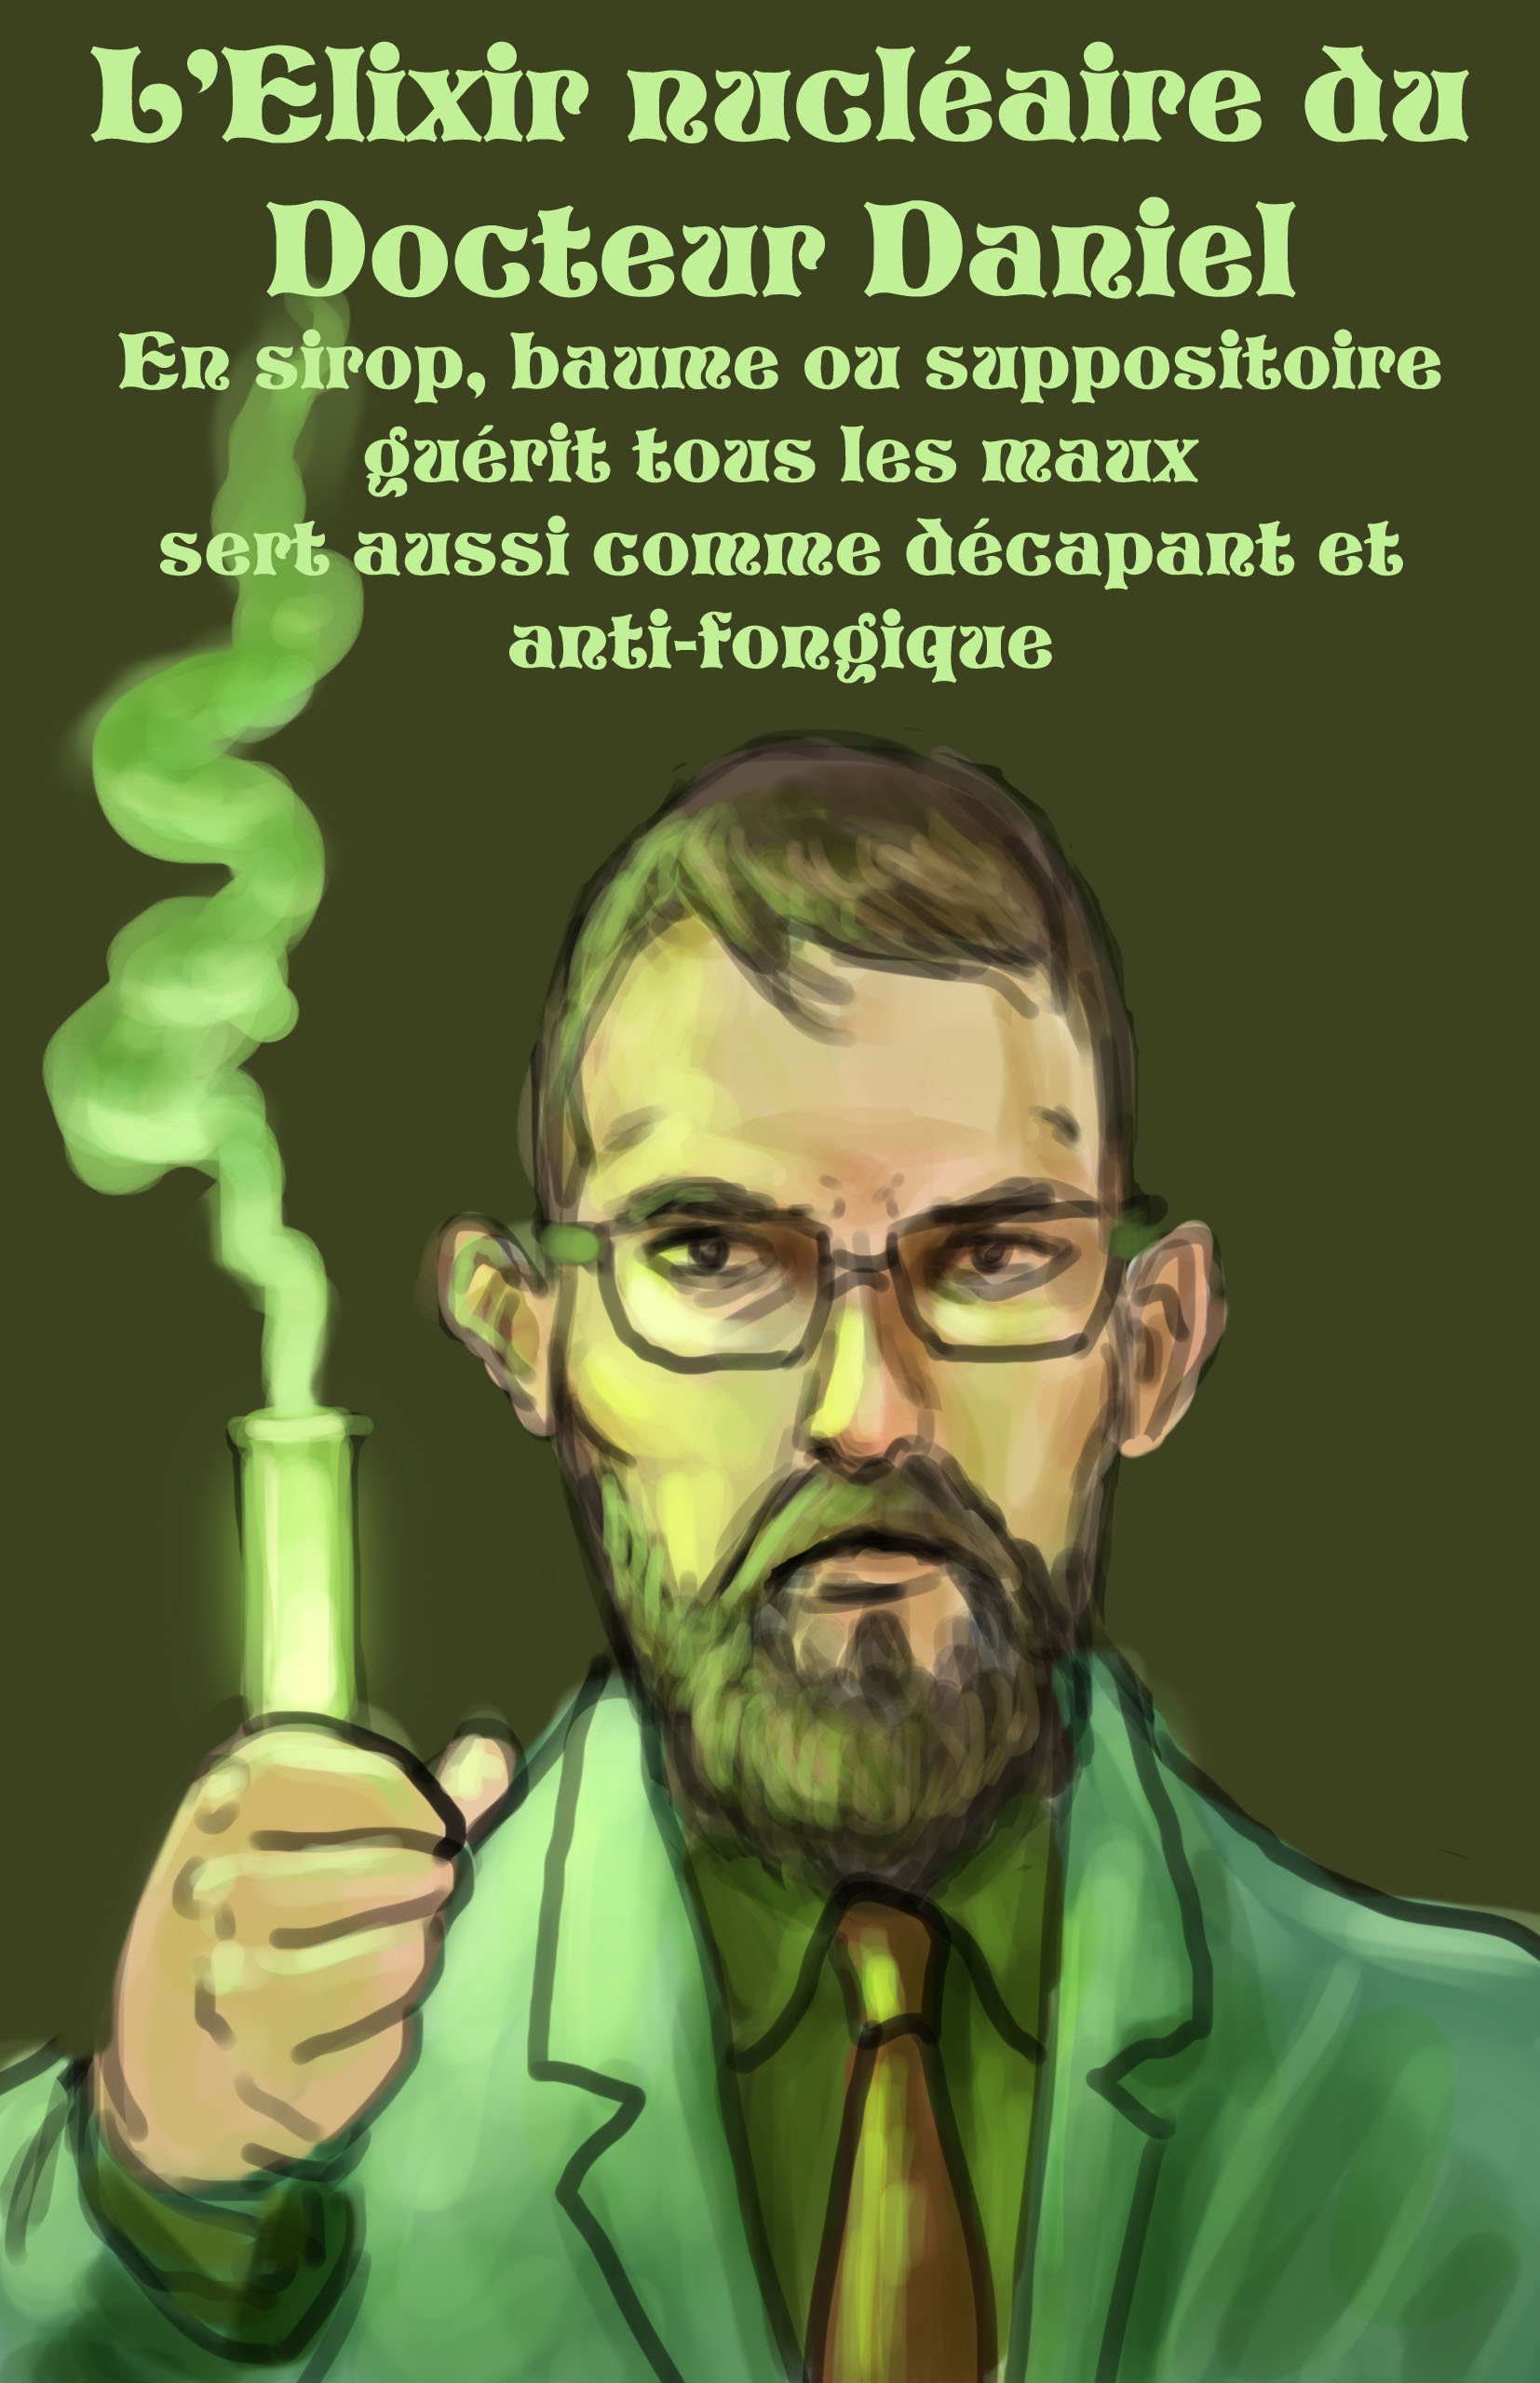 L'Elixir nucléaire du
Docteur Daniel
En sirop, baume ou suppositoire
guérit tous les maux
sert aussi comme décapant et
anti-fongique